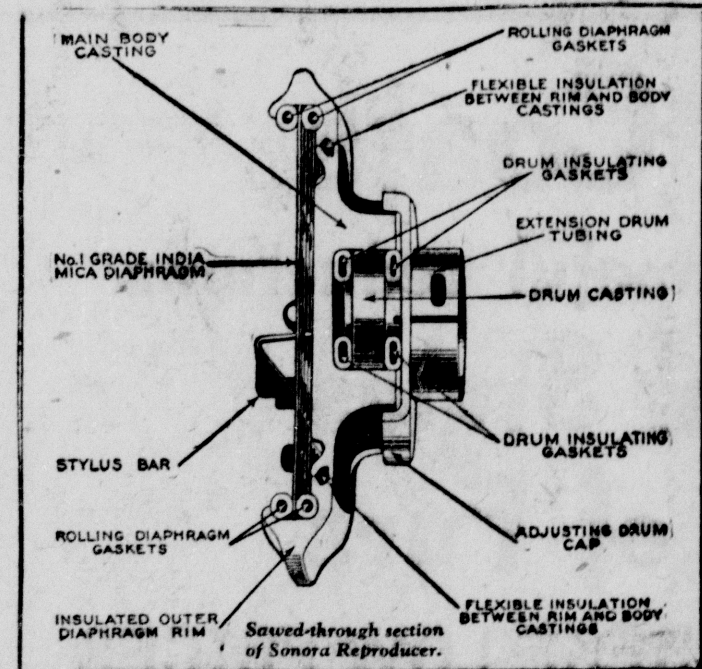 MAIN BODY
CASTING
ROLLING DIAPHRAGM
GASKETS
FLEXIBLE INSULATION
BETWEEN RIM AND BODY
CASTINGS
DRUM INSULATING
GASKETS
EXTENSION DRUM
TUBING
No.1 GRADE INDIA
MICA DIAPHRAGM
DRUM CASTING
STYLUS BAR
DRUM INSULATING
GASKETS
ROLLING DIAPHRAGM
GASKETS
ADJUSTING DRUM
CAP
INSULATED OUTER
DIAPHRAGM RIM
FLEXIBLE INSULATION
BETWEEN RIM AND BODY
CASTINGS
Sawed-through section
of Sonora Reproducer.